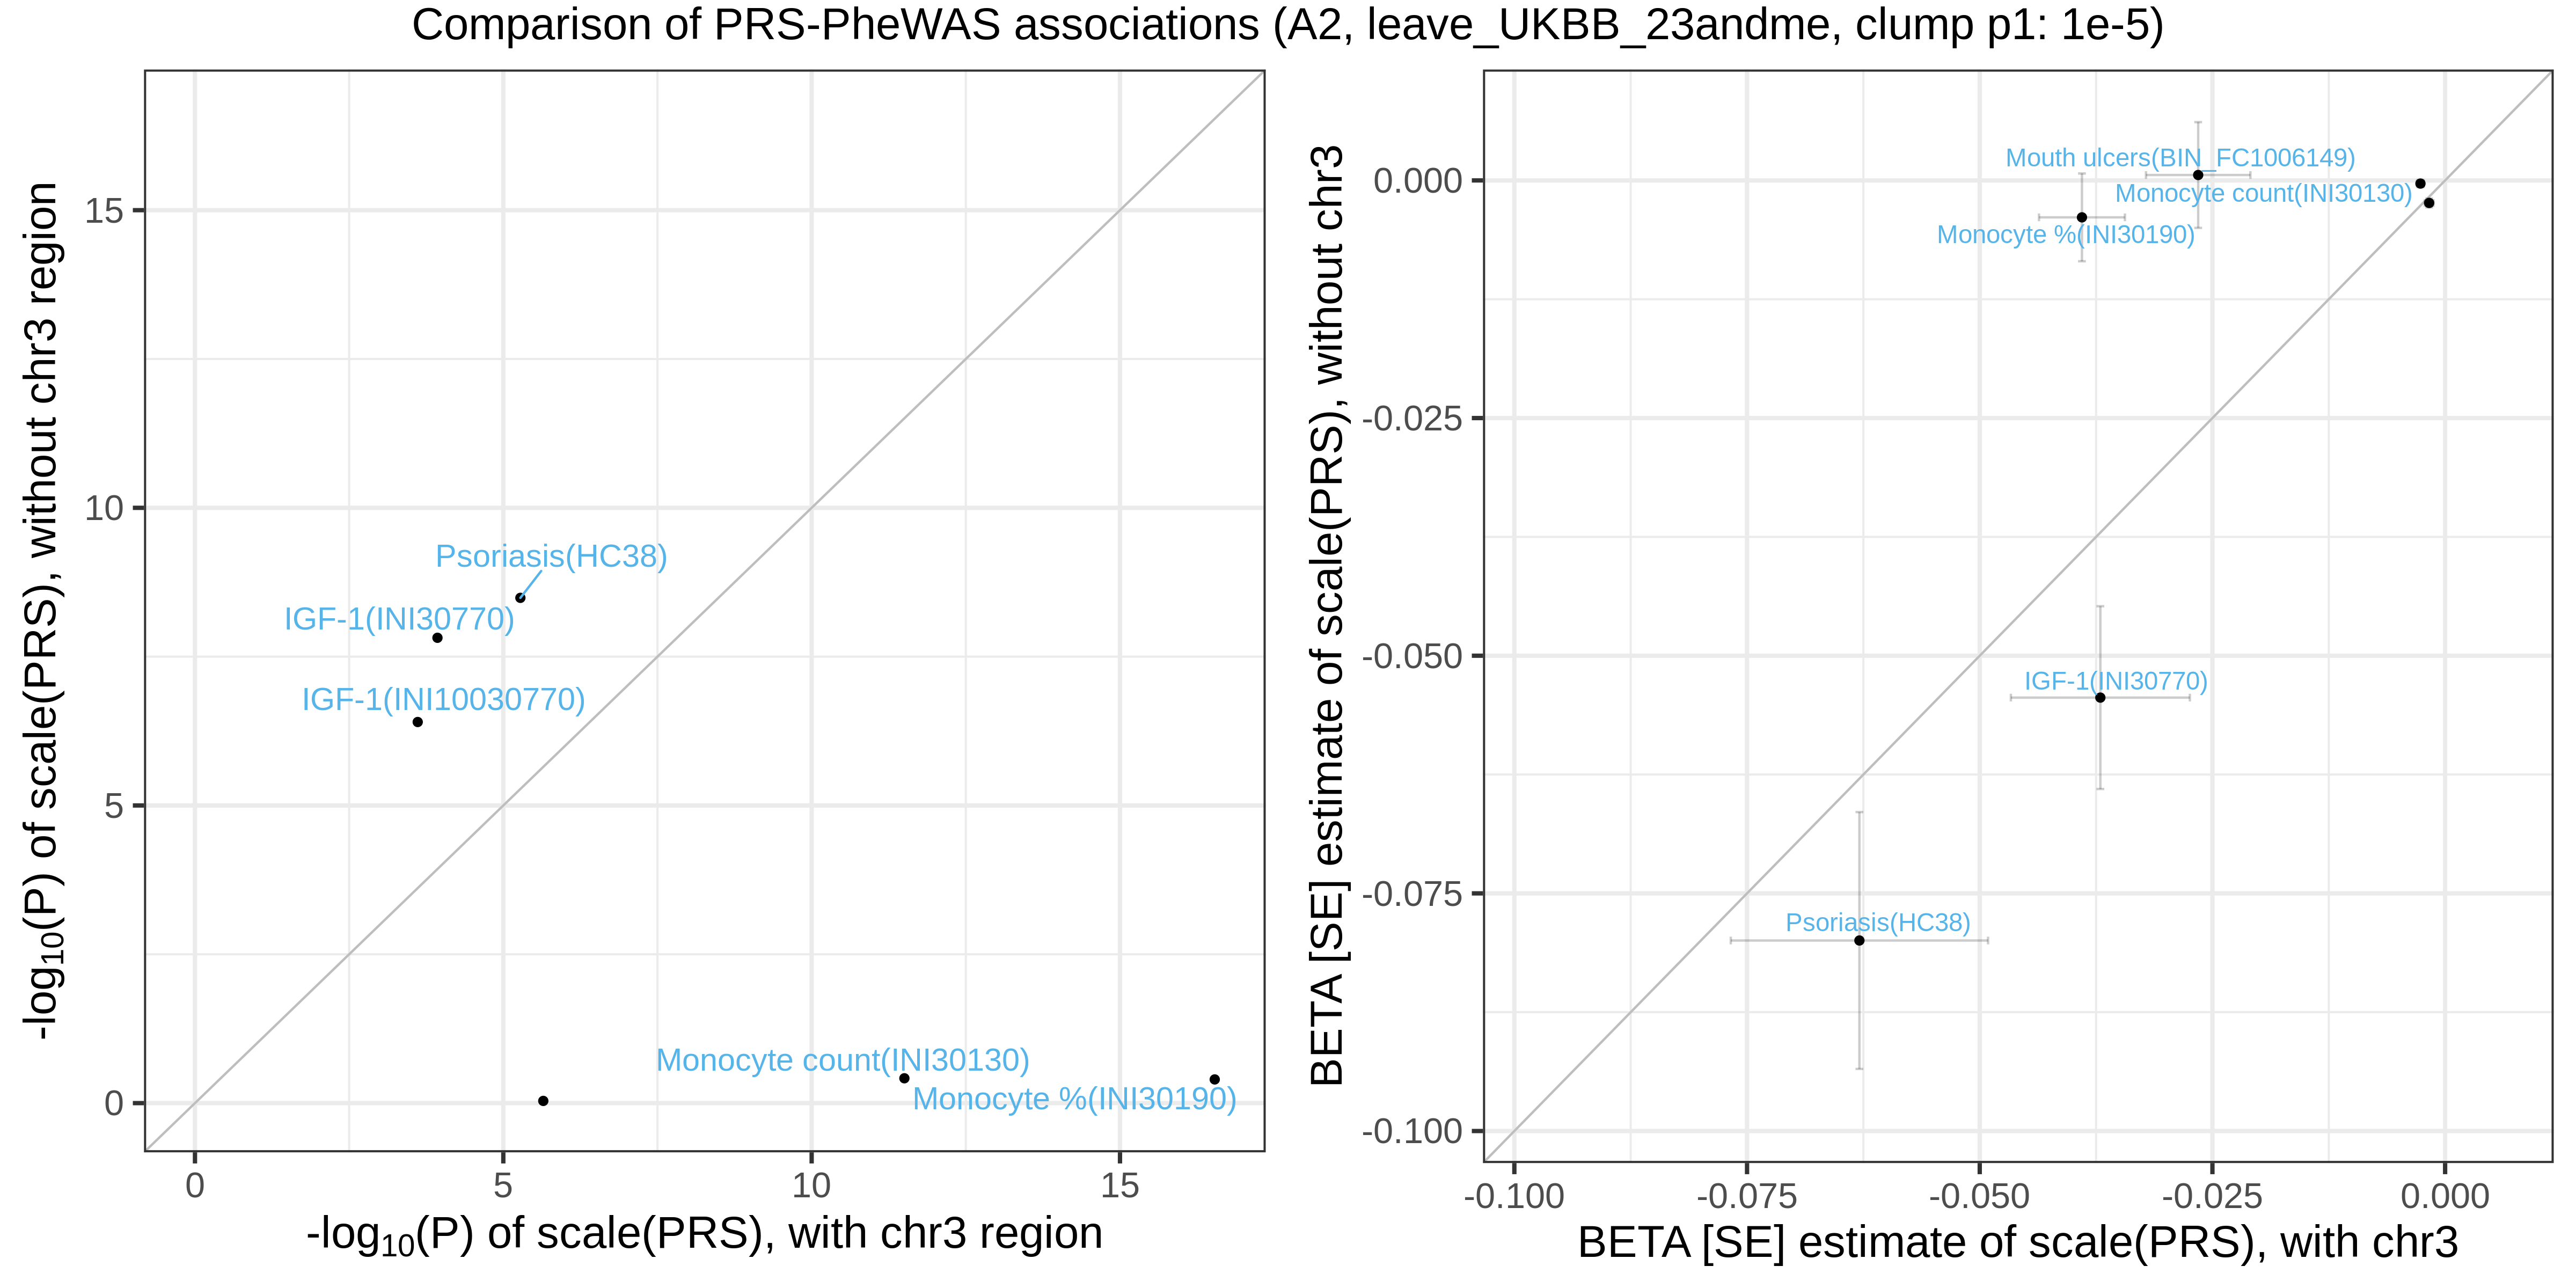 Comparison of PRS-PheWAS associations (A2, leave_UKBB_23andme, clump p1: 1e-5)
-log10(P) of scale(PRS), without chr3 region
15
10
5
0
Psoriasis(HC38)
IGF-1(INI30770)
IGF-1(INI10030770)
Monocyte count(INI30130)
Monocyte %(INI30190)
0
5
10
15
-log10(P) of scale(PRS), with chr3 region
BETA [SE] estimate of scale(PRS), without chr3
0.000
-0.025
-0.050
-0.075
-0.100
Mouth ulcers(BIN_FC1006149)
Monocyte count(INI30130)
Monocyte %(INI30190)
IGF-1(INI30770)
Psoriasis(HC38)
-0.100
-0.075
-0.050
-0.025
0.000
BETA [SE] estimate of scale(PRS), with chr3